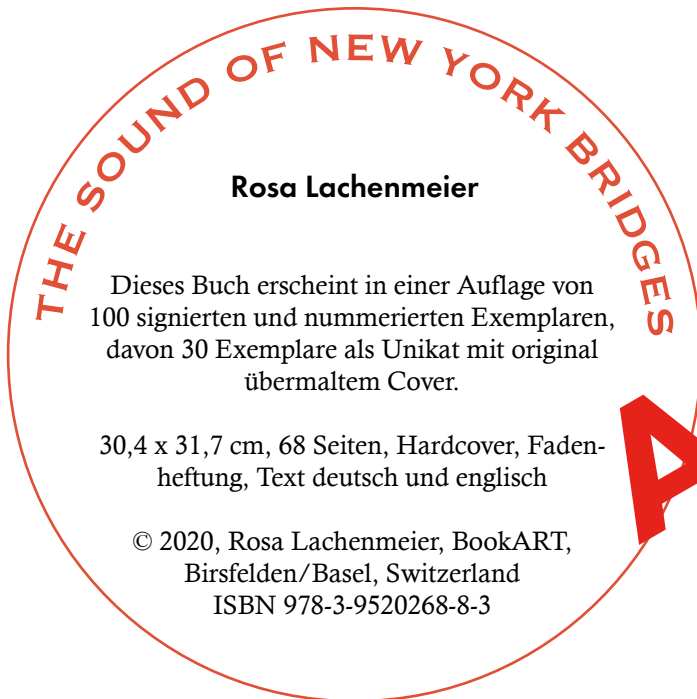 THE SOUND OF NEW YORK BRIDGES
Rosa Lachenmeier
Dieses Buch erscheint in einer Auflage von
100 signierten und nummerierten Exemplaren,
davon 30 Exemplare als Unikat mit original
übermaltem Cover.
30,4 x 31,7 cm, 68 Seiten, Hardcover, Faden-
heftung, Text deutsch und englisch
© 2020, Rosa Lachenmeier, BookART,
Birsfelden/Basel, Switzerland
ISBN 978-3-9520268-8-3
A